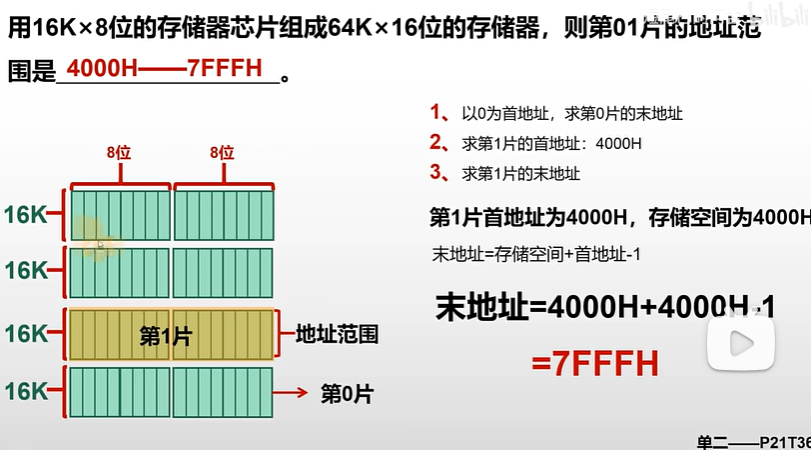 用16K×8位的存储器芯片组成64K×16位的存储器，则第01片的地址范
围是 4000H——7FFFH 。
8位 8位
16K
16K
16K 第1片 地址范围
16K 第0片
1、以0为首地址，求第0片的末地址
2、求第1片的首地址：4000H
3、求第1片的末地址
第1片首地址为4000H，存储空间为4000H
末地址=存储空间+首地址-1
末地址=4000H+4000H-1
=7FFFH
单二——P21T36
bilibili